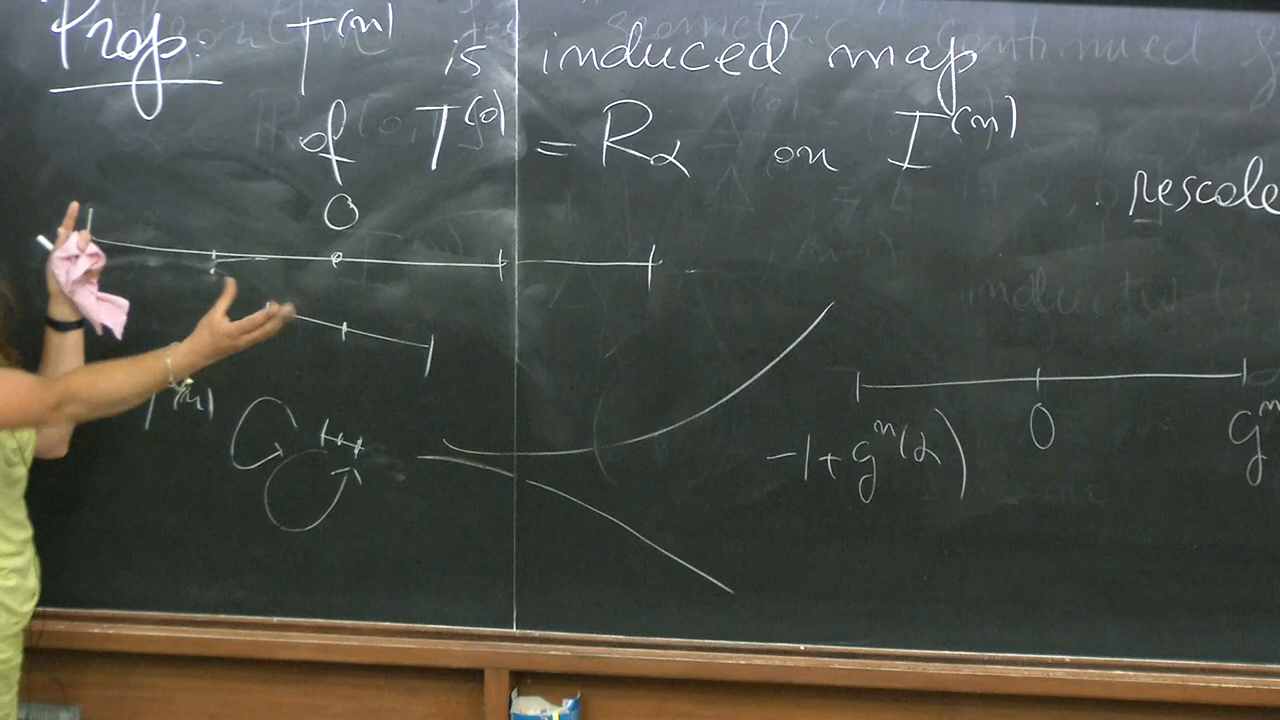 Prop: T^(n) is induced map
of T^(0) = R_α on I^(n)
rescale
0
-1+g^n(α)
0
g^n